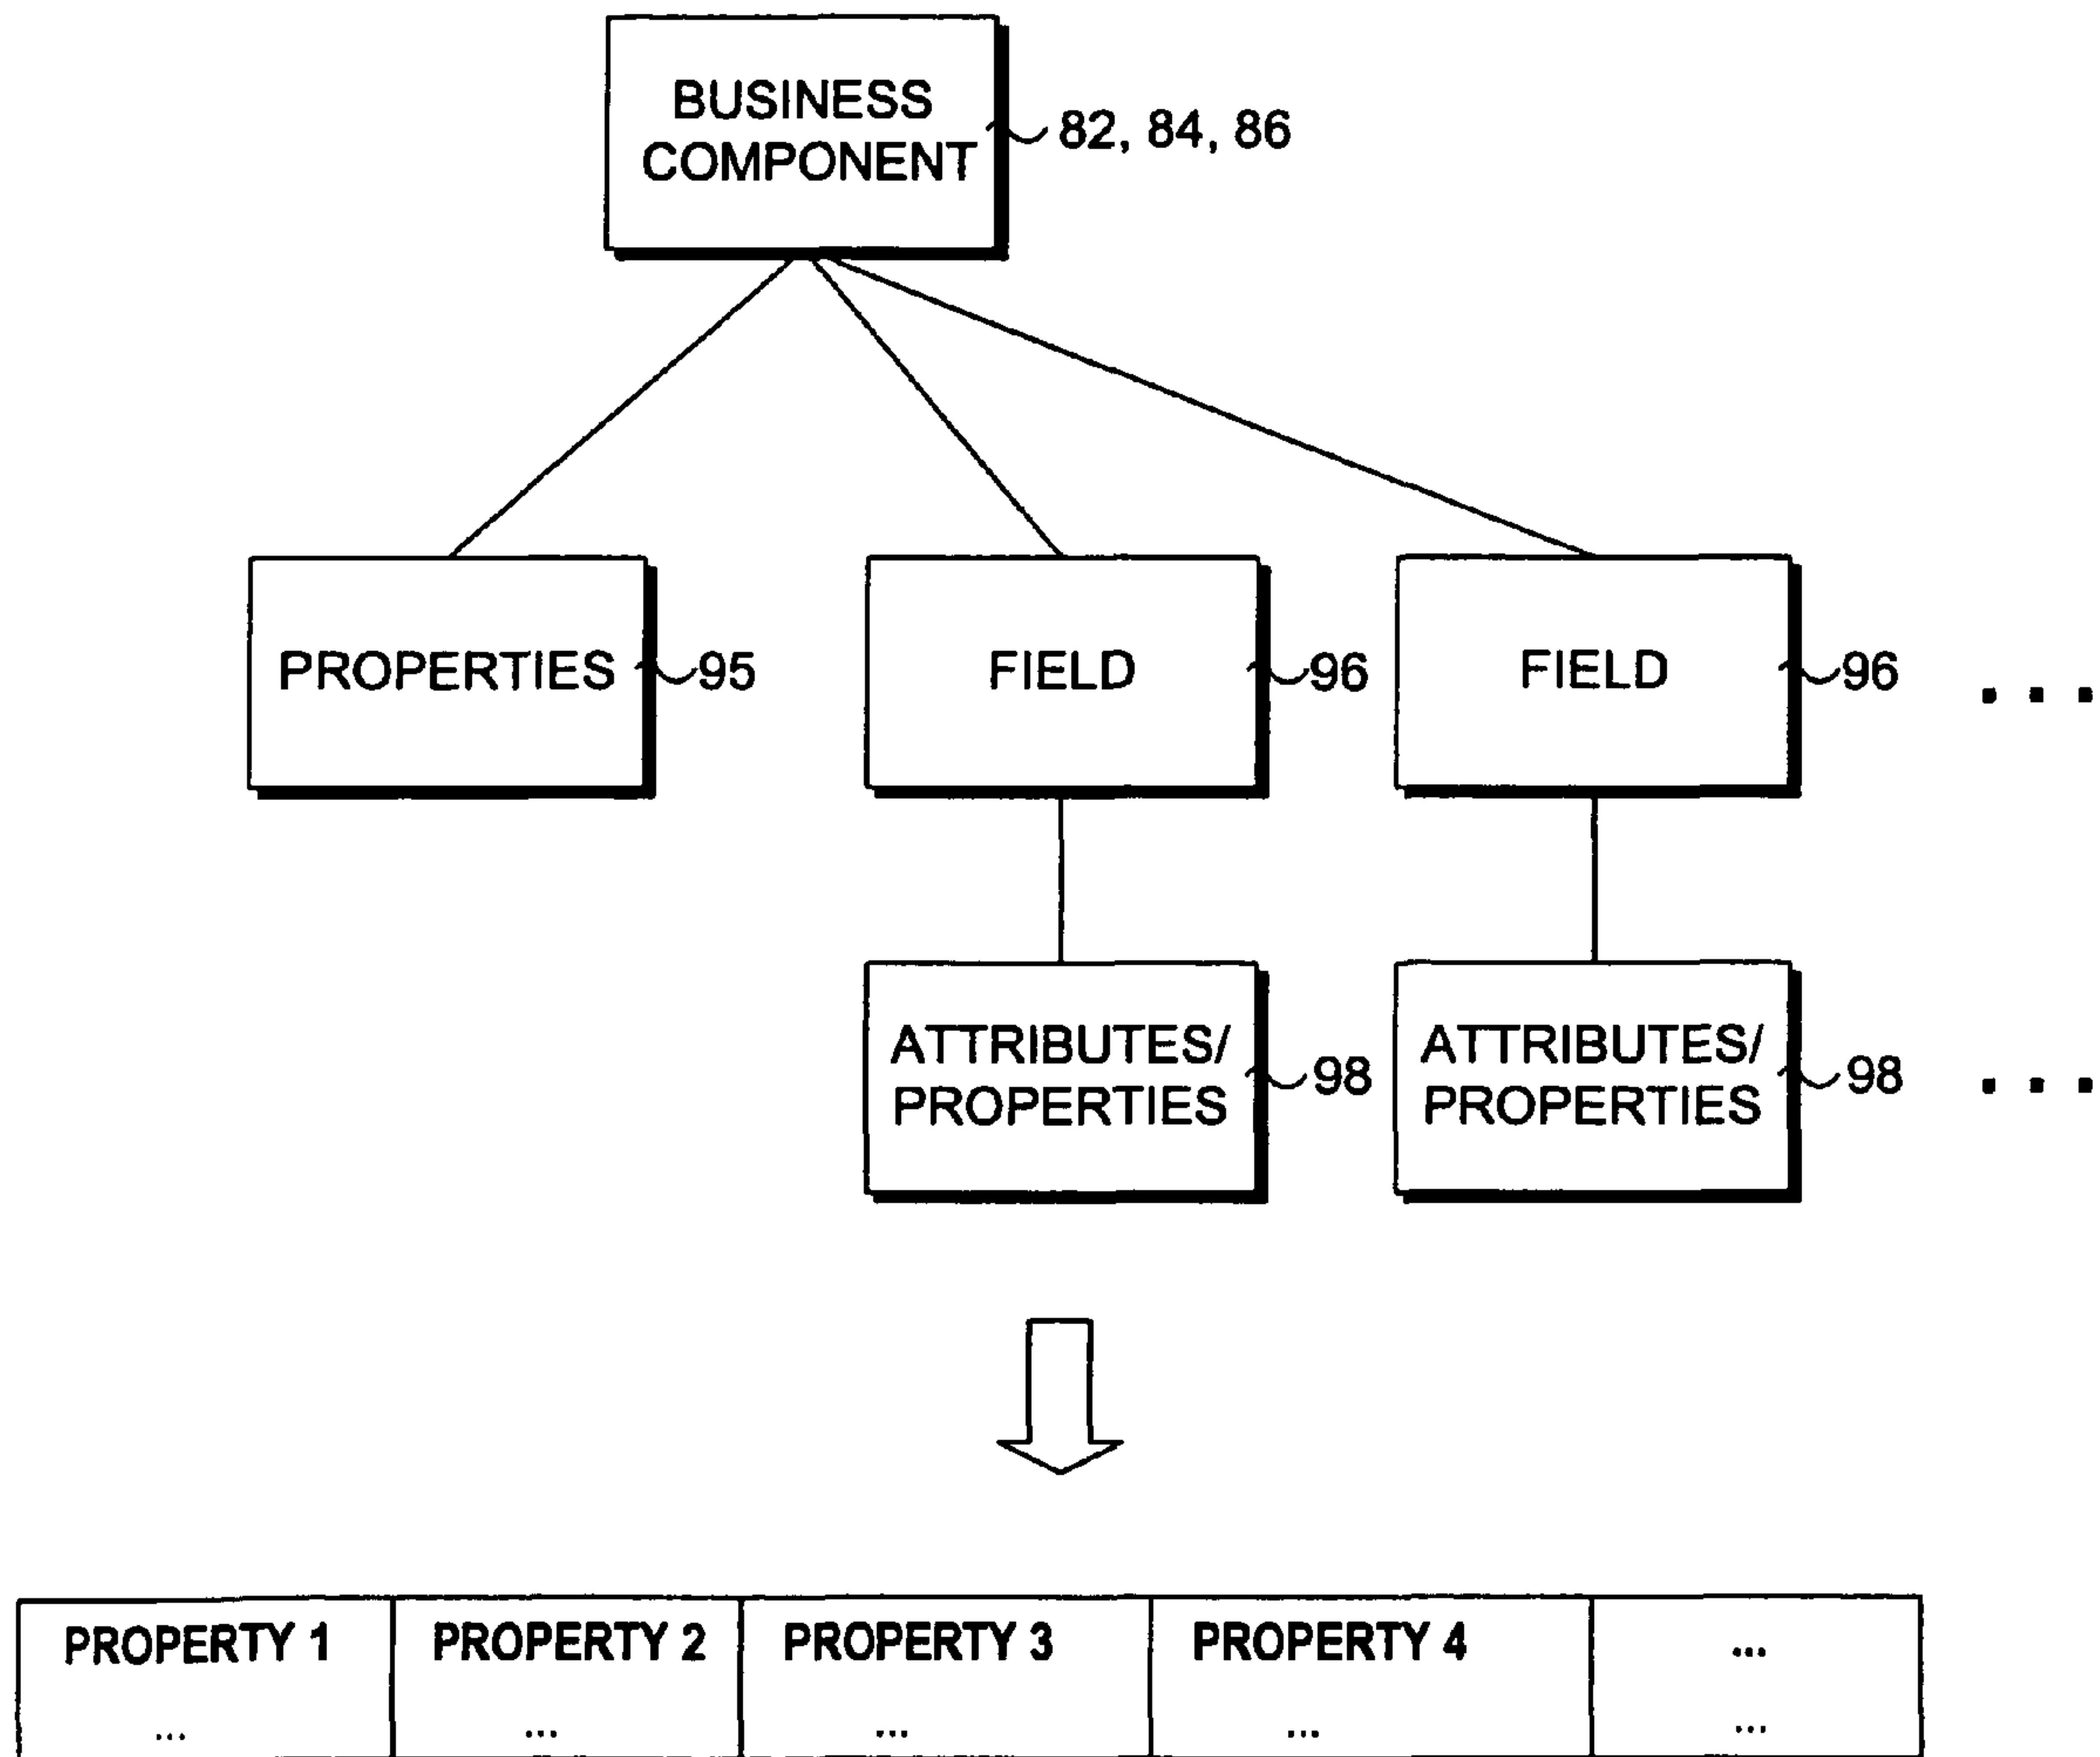 BUSINESS
COMPONENT
82, 84, 86
PROPERTIES
95
FIELD
96
FIELD
96
...
ATTRIBUTES/
PROPERTIES
98
ATTRIBUTES/
PROPERTIES
98
...
PROPERTY 1 PROPERTY 2 PROPERTY 3 PROPERTY 4 ...
... ... ... ... ...